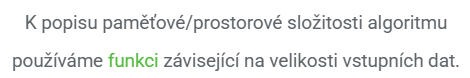 K popisu paměťové/prostorové složitosti algoritmu
používáme funkci závisející na velikosti vstupních dat.